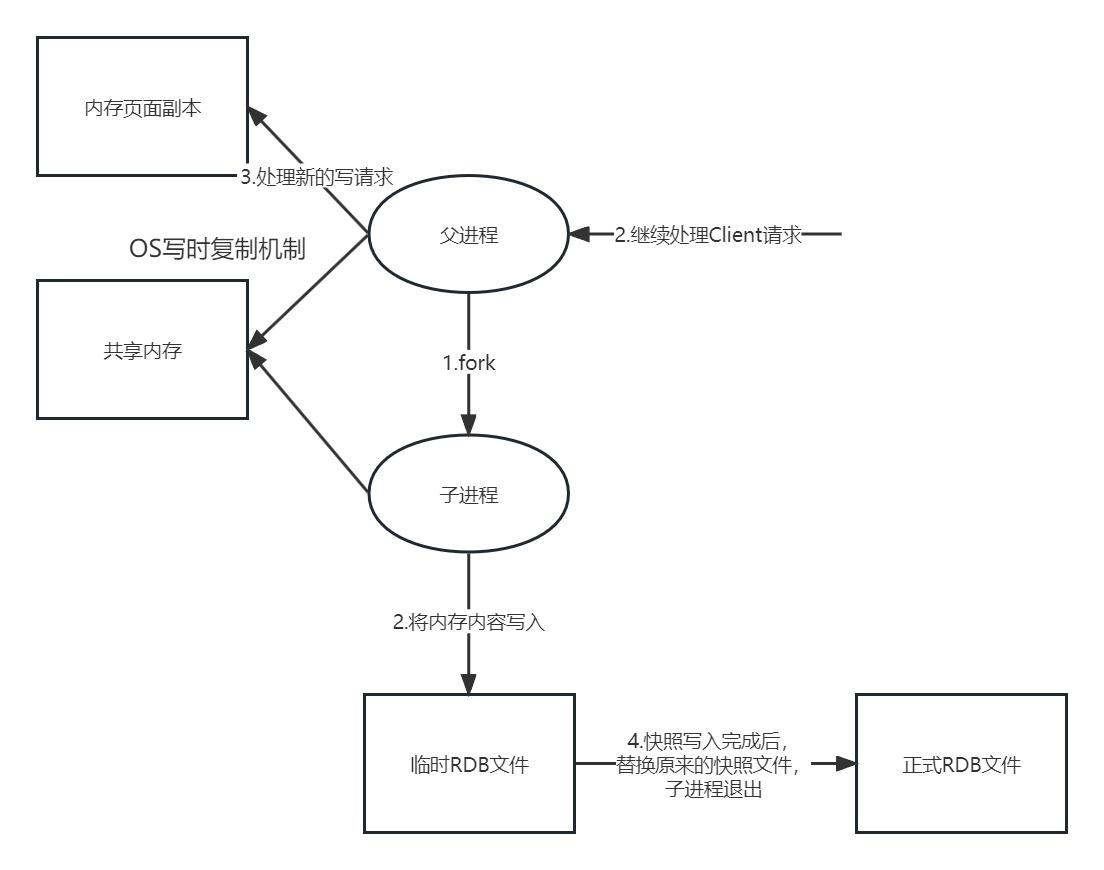 内存页面副本
3.处理新的写请求
父进程
2.继续处理Client请求
OS写时复制机制
共享内存
1.fork
子进程
2.将内存内容写入
临时RDB文件
4.快照写入完成后，
替换原来的快照文件，
子进程退出
正式RDB文件